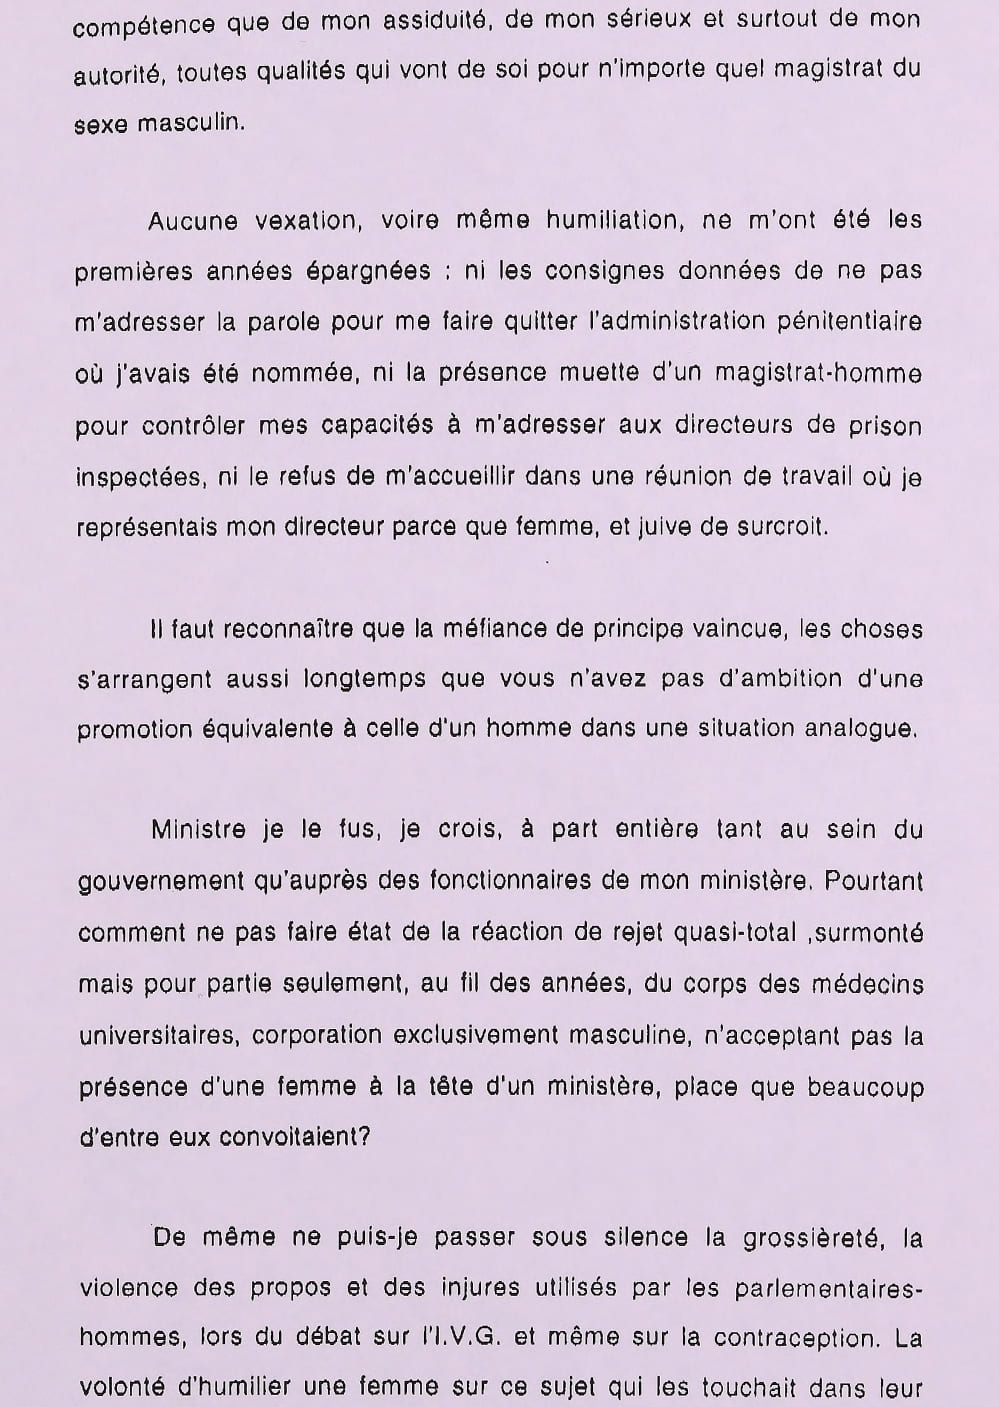 compétence que de mon assiduité, de mon sérieux et surtout de mon
autorité, toutes qualités qui vont de soi pour n'importe quel magistrat du
sexe masculin.
Aucune vexation, voire même humiliation, ne m'ont été les
premières années épargnées : ni les consignes données de ne pas
m'adresser la parole pour me faire quitter l'administration pénitentiaire
où j'avais été nommée, ni la présence muette d'un magistrat-homme
pour contrôler mes capacités à m'adresser aux directeurs de prison
inspectées, ni le refus de m'accueillir dans une réunion de travail où je
représentais mon directeur parce que femme, et juive de surcroit.
Il faut reconnaître que la méfiance de principe vaincue, les choses
s'arrangent aussi longtemps que vous n'avez pas d'ambition d'une
promotion équivalente à celle d'un homme dans une situation analogue.
Ministre je le fus, je crois, à part entière tant au sein du
gouvernement qu'auprès des fonctionnaires de mon ministère. Pourtant
comment ne pas faire état de la réaction de rejet quasi-total ,surmonté
mais pour partie seulement, au fil des années, du corps des médecins
universitaires, corporation exclusivement masculine, n'acceptant pas la
présence d'une femme à la tête d'un ministère, place que beaucoup
d'entre eux convoitaient?
De même ne puis-je passer sous silence la grossièreté, la
violence des propos et des injures utilisés par les parlementaires-
hommes, lors du débat sur l'I.V.G. et même sur la contraception. La
volonté d'humilier une femme sur ce sujet qui les touchait dans leur